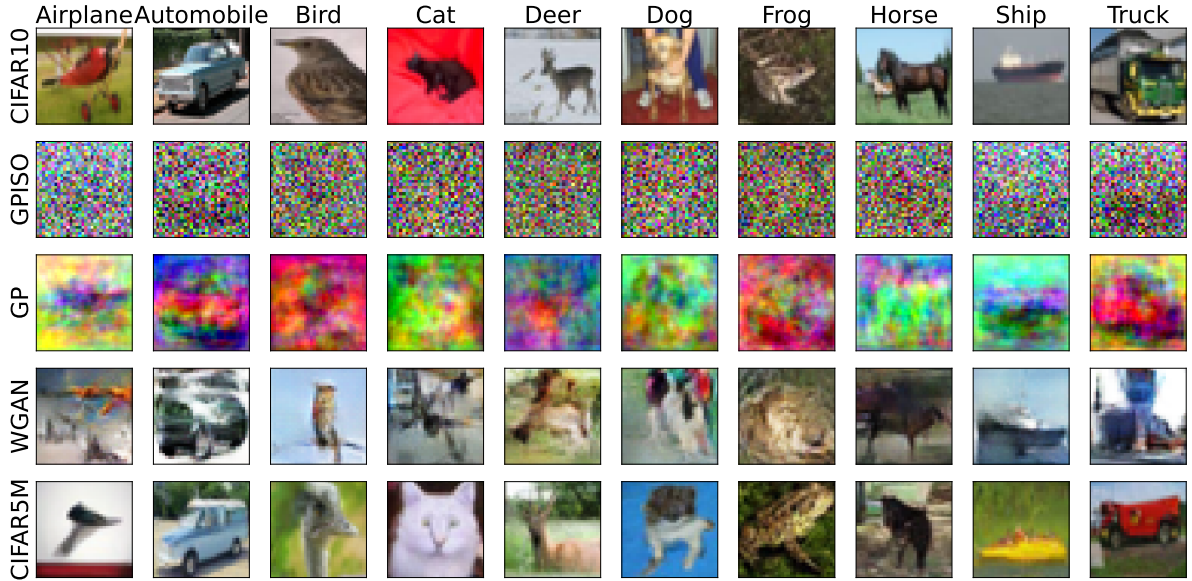 Airplane Automobile Bird Cat Deer Dog Frog Horse Ship Truck
CIFAR10
GPISO
GP
WGAN
CIFAR5M